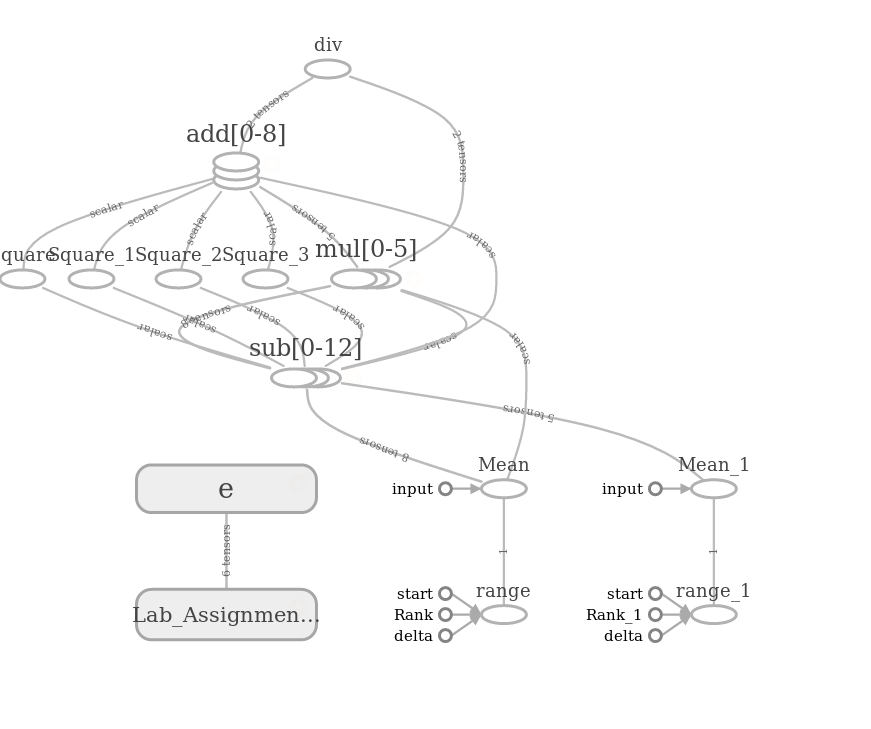 div
2 tensors
2 tensors
add[0-8]
scalar
scalar
scalar
scalar
5 tensors
scalar
quare
Square_1
Square_2
Square_3
mul[0-5]
scalar
scalar
8 tensors
scalar
scalar
scalar
scalar
sub[0-12]
8 tensors
5 tensors
Mean
Mean_1
input
input
e
6 tensors
1
1
Lab_Assignmen...
start
range
Rank
delta
start
range_1
Rank_1
delta